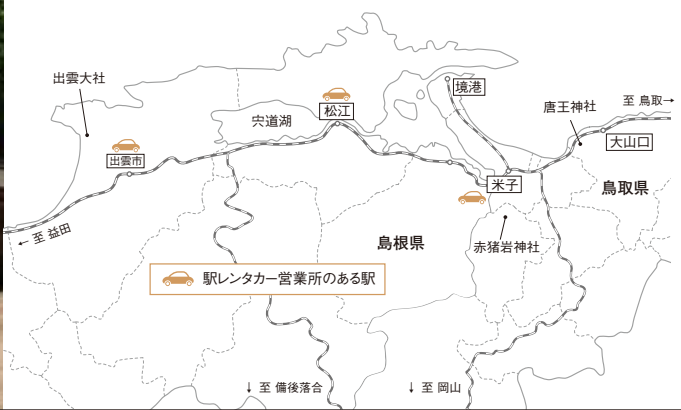 出雲大社
松江
境港
宍道湖
唐王神社
至 鳥取→
大山口
出雲市
米子
鳥取県
← 至 益田
島根県
赤猪岩神社
駅レンタカー営業所のある駅
↓ 至 備後落合
↓ 至 岡山